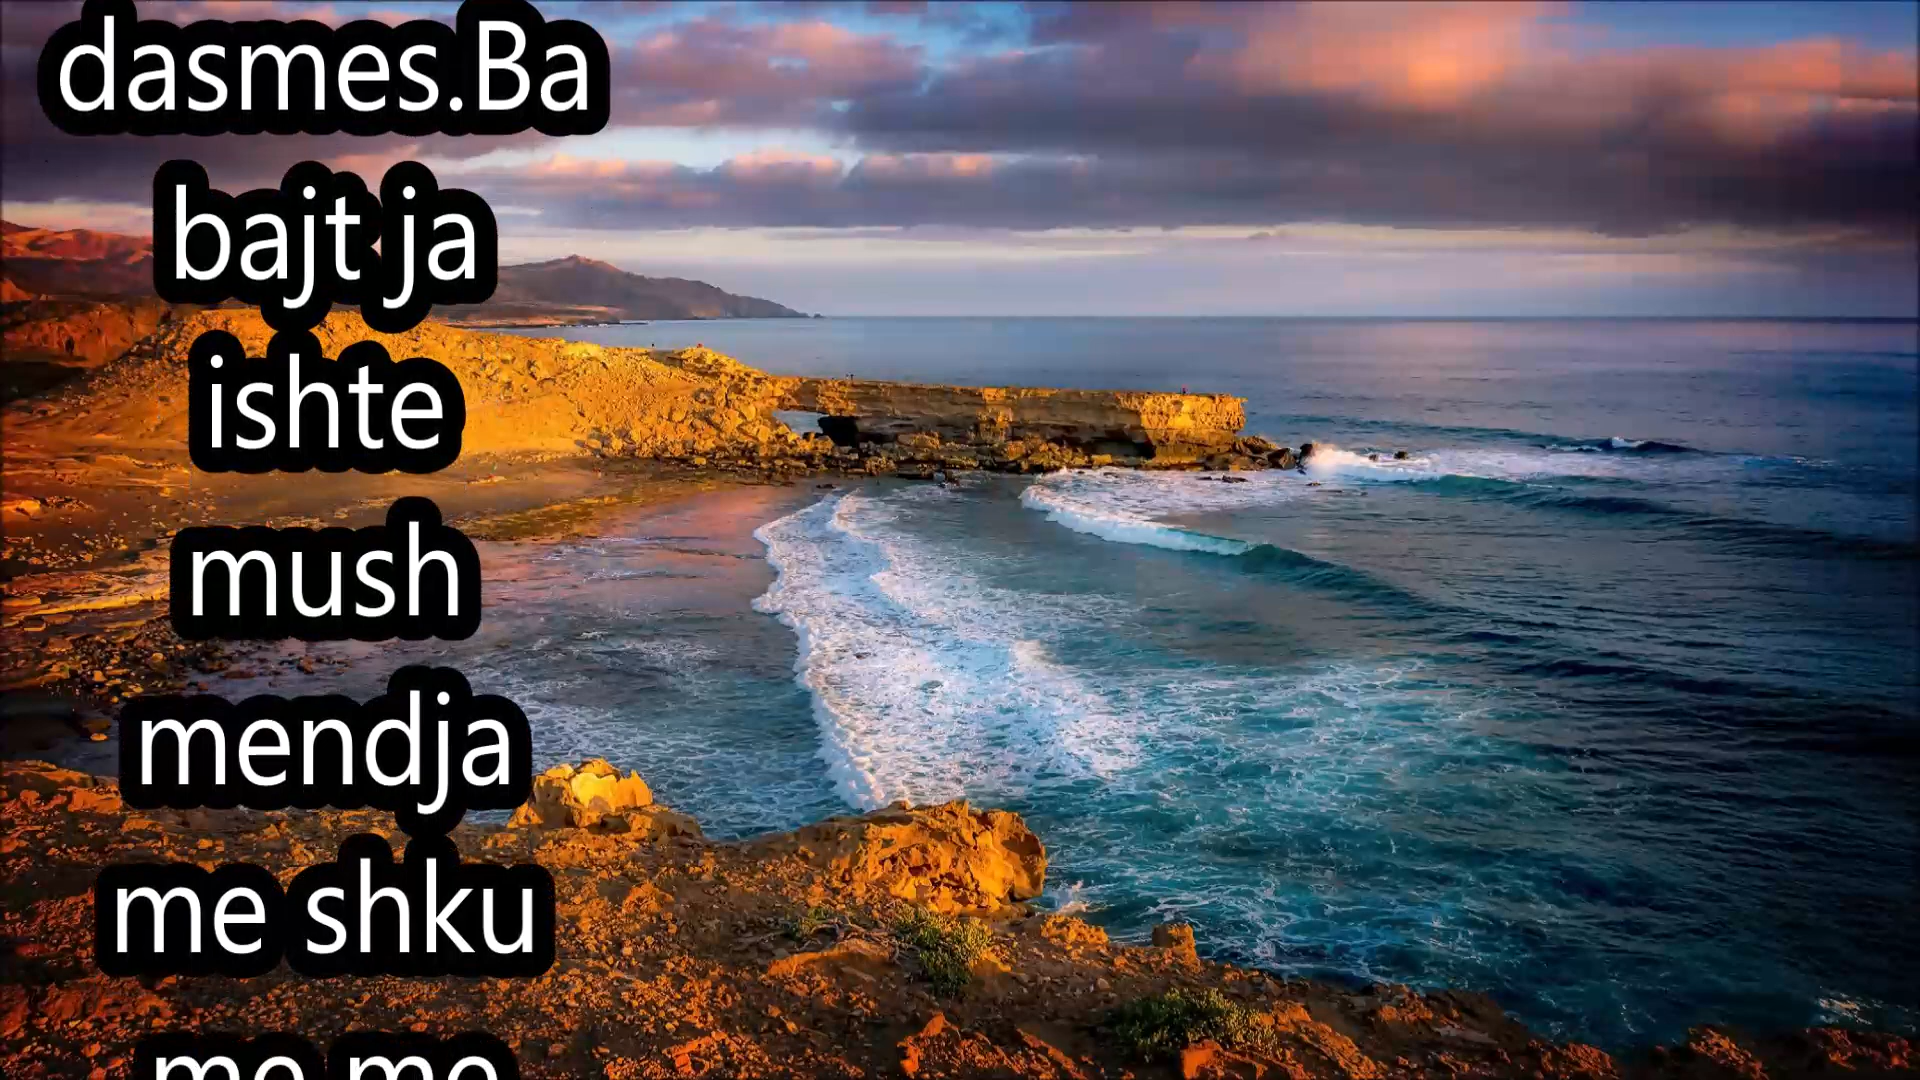 dasmes.Ba
bajt ja
ishte
mush
mendja
me shku
me me